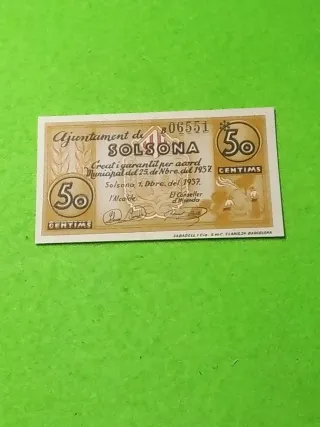 Ajuntament de
B 06551
SOLSONA
50
CENTIMS
Creat i garantit per acord
Municipal del 25 de Nbre. del 1937.
Solsona, 1 Dbre. del 1937.
l'Alcalde
El Conseller
d'Hisenda
50
CENTIMS
BARCELONA